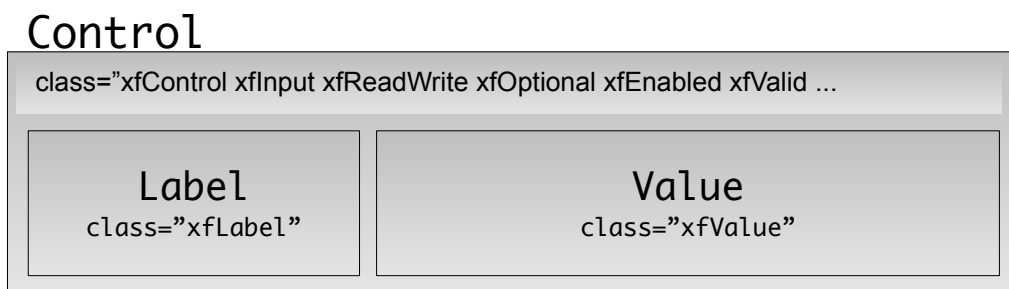 Control
class=”xfControl xfInput xfReadWrite xfOptional xfEnabled xfValid ...
Label
class=”xfLabel”
Value
class=”xfValue”